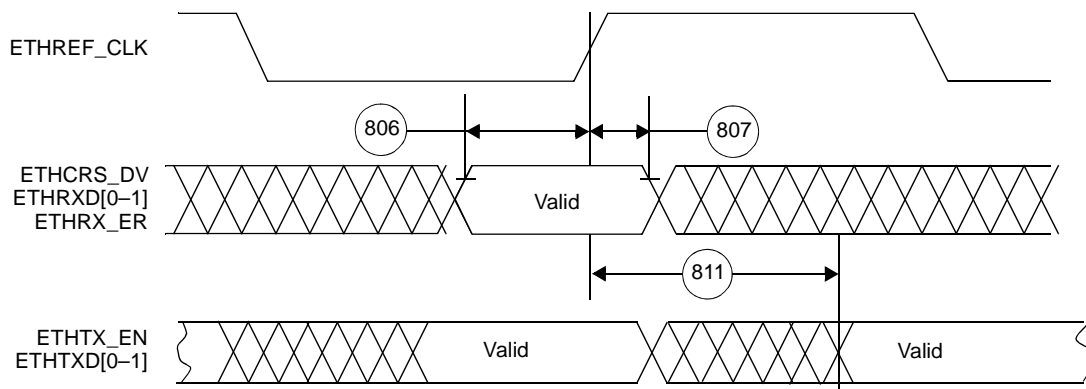 ETHREF_CLK
806
807
ETHCRS_DV
ETHRXD[0–1]
ETHRX_ER
Valid
811
ETHTX_EN
ETHTXD[0–1]
Valid
Valid